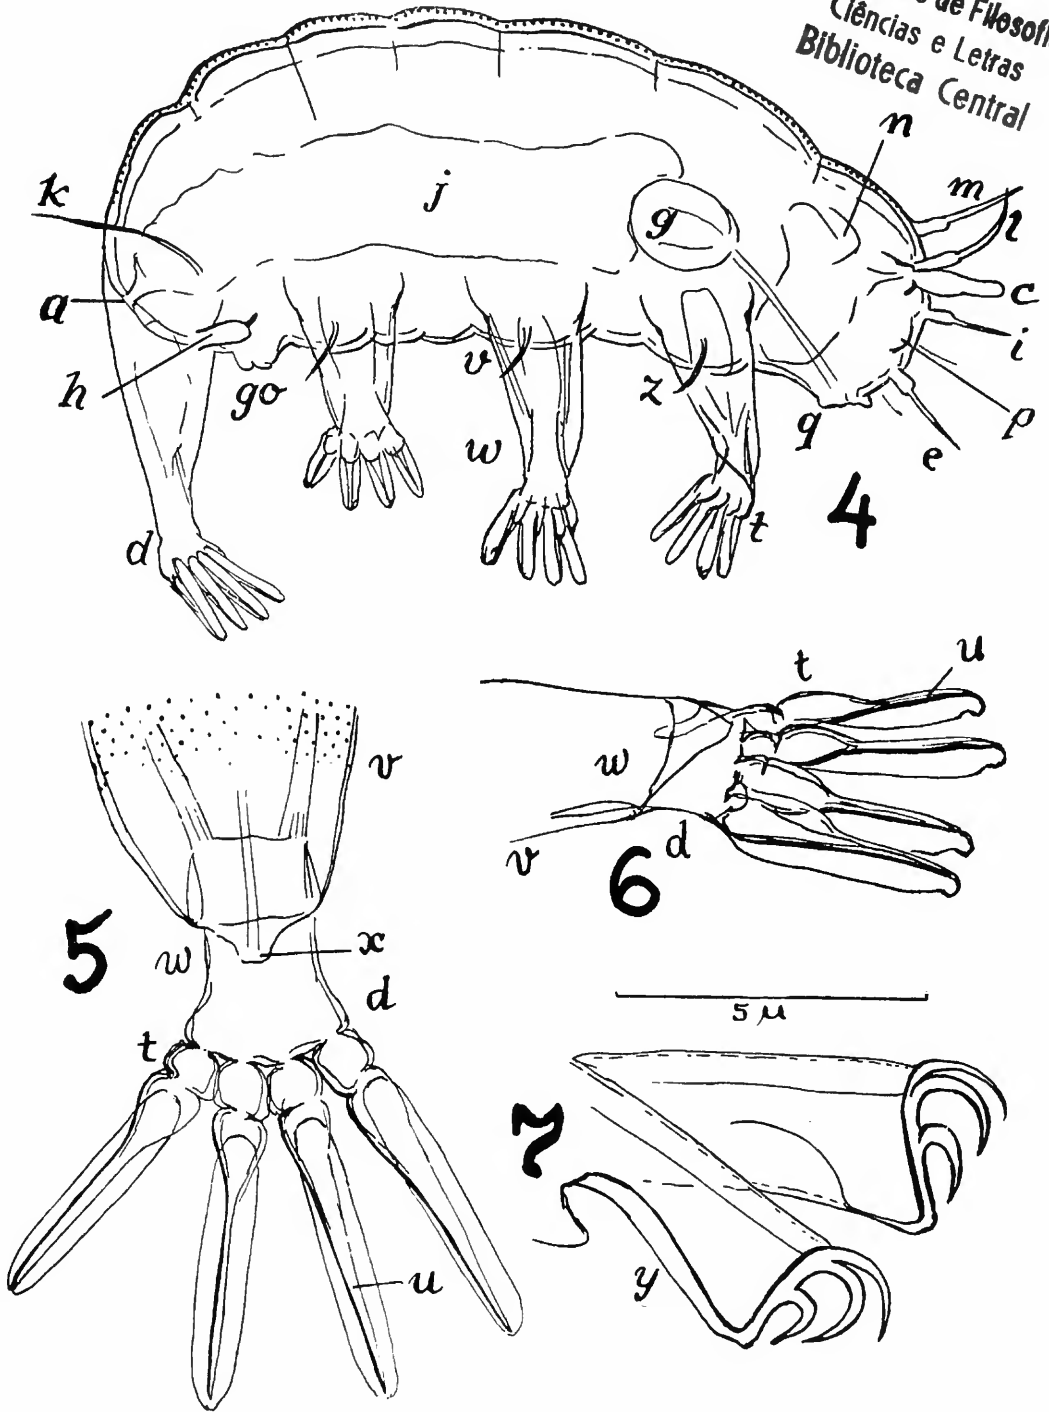 de Filosofi
Ciências e Letras
Biblioteca Central
n
k
m
j
l
g
a
c
i
h
go
v
z
p
q
w
e
4
t
d
t
u
v
w
v
d
6
5
w
x
d
5 μ
t
7
u
y